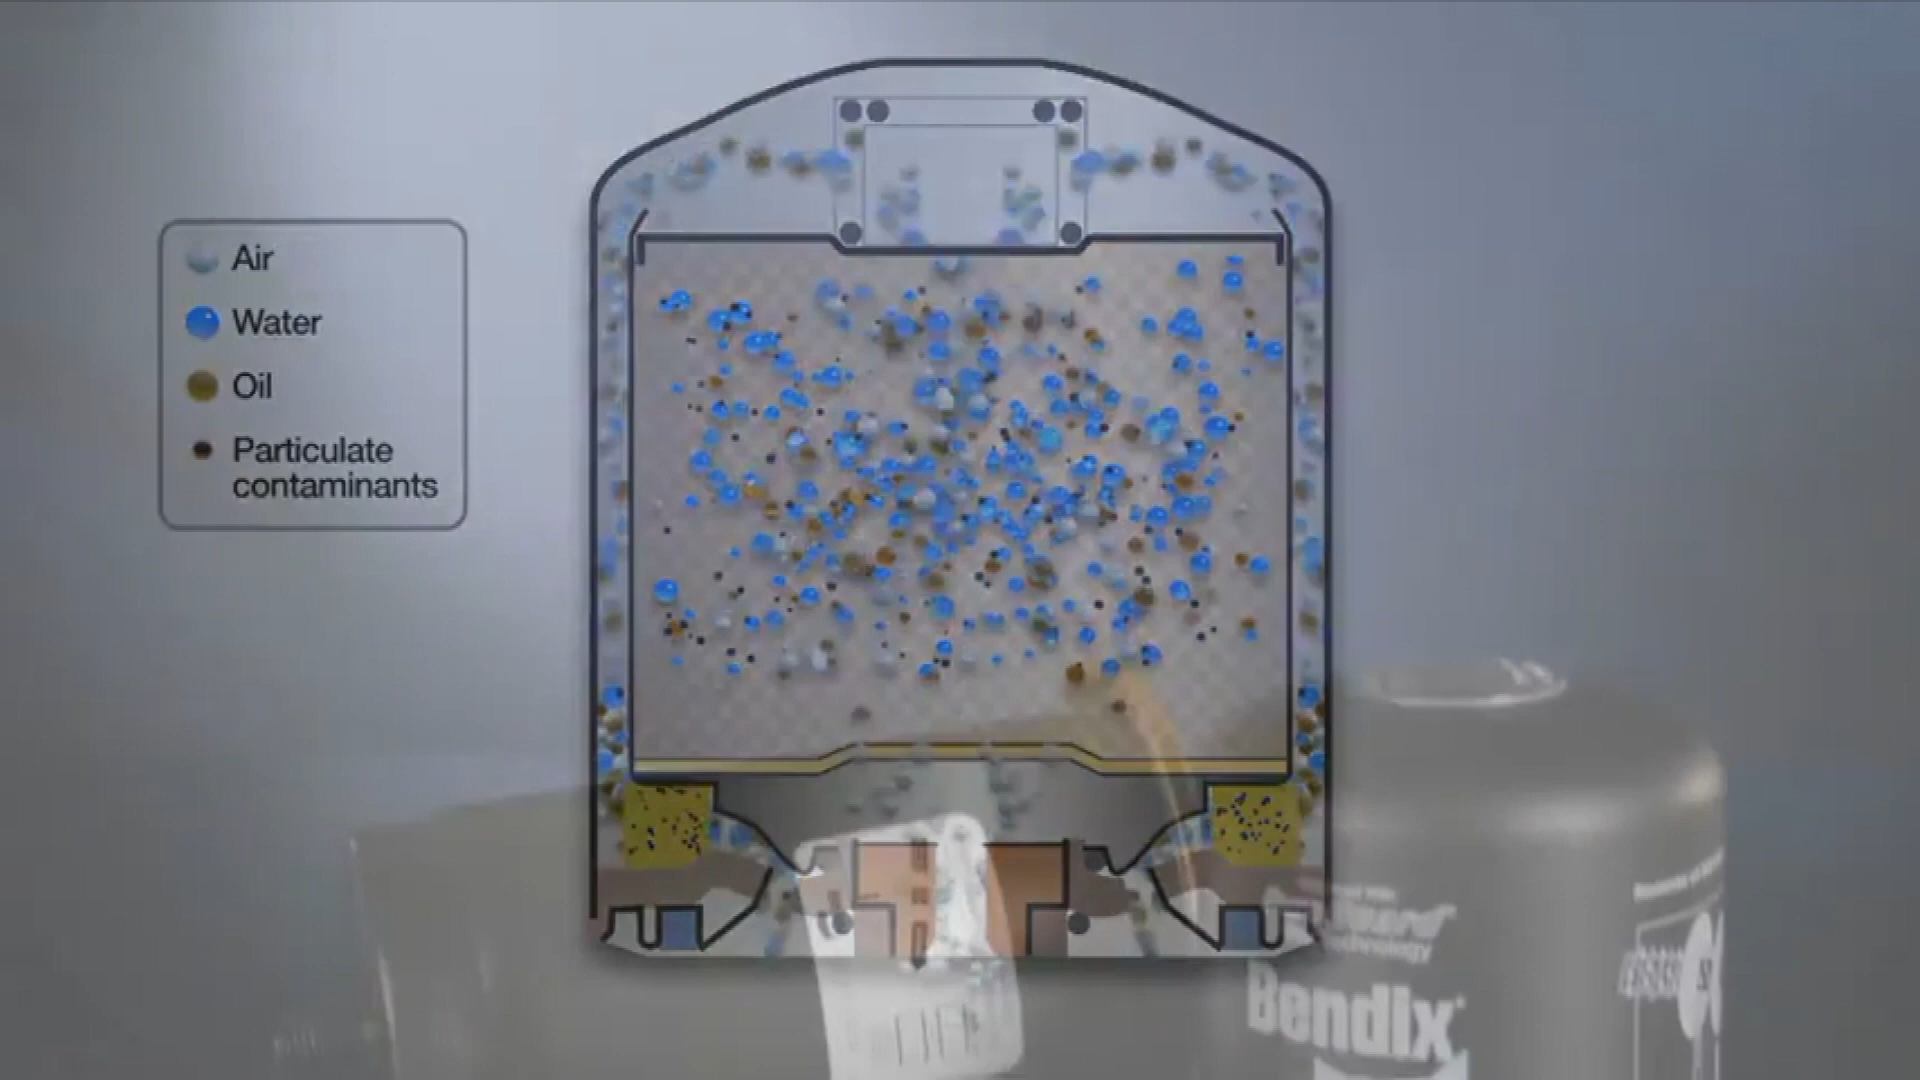 Air
Water
Oil
Particulate
contaminants
Bendix